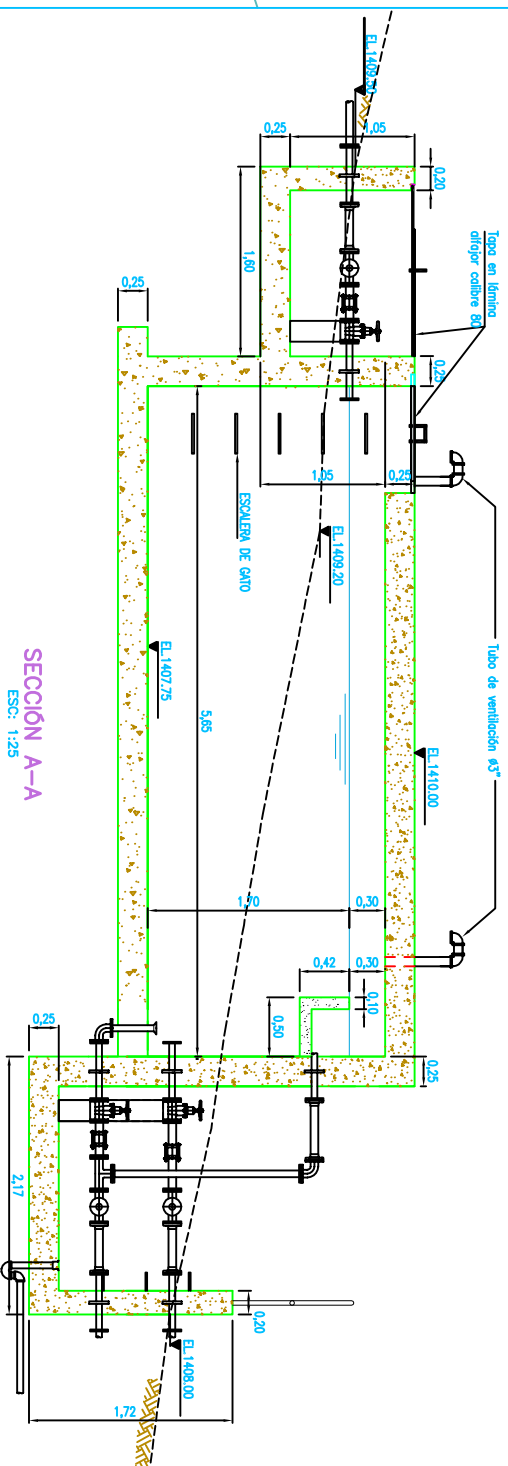 EL.1409.50
0,25
1,05
0,20
1,60
Tapa en lámina
alfajor calibre 80
0,25
0,25
1,05
0,25
ESCALERA DE GATO
EL.1409.20
Tubo de ventilación ø3"
EL.1407.75
5,65
EL.1410.00
1,70
0,30
0,42
0,30
0,10
0,50
0,25
0,25
2,17
0,20
EL.1408.00
1,72
SECCIÓN A-A
ESC: 1:25